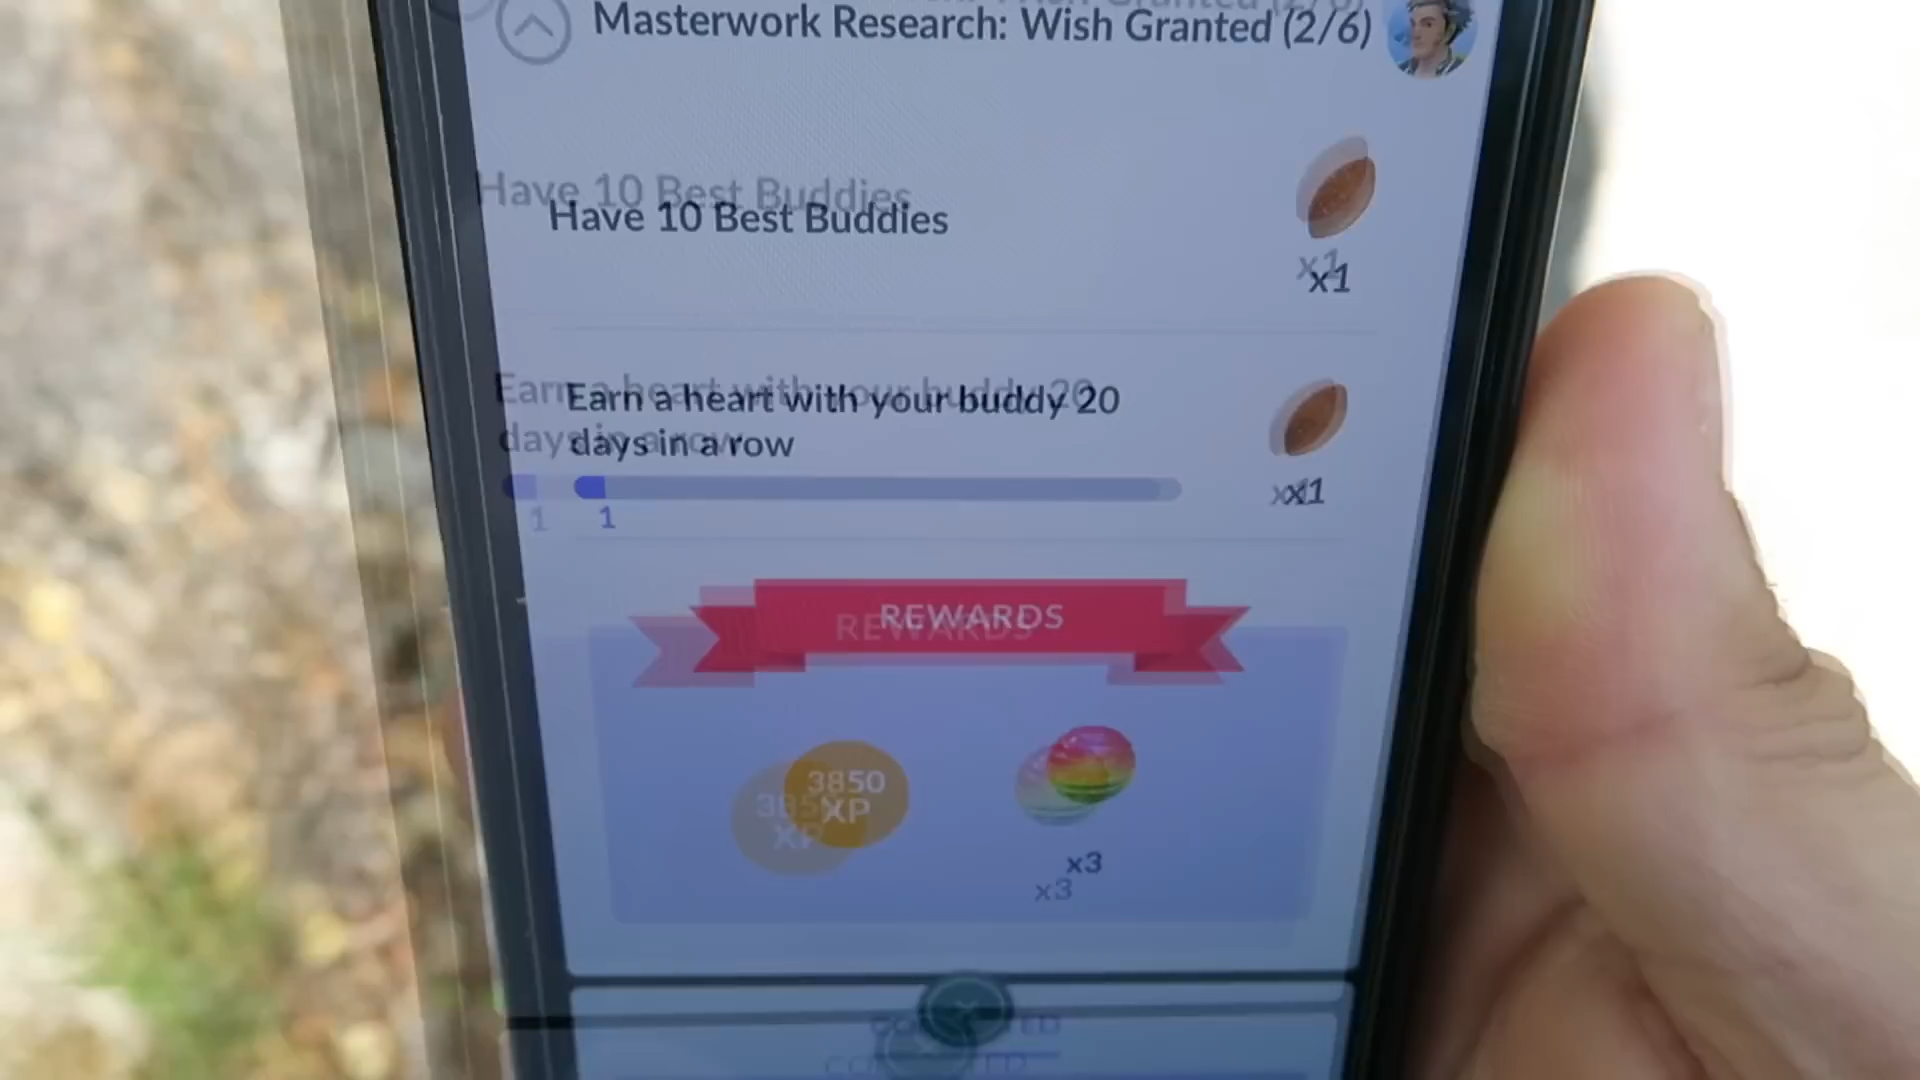 Masterwork Research: Wish Granted (2/6)
Have 10 Best Buddies
x1
Earn a heart with your buddy 20
days in a row
x1
1
REWARDS
3850
XP
x3